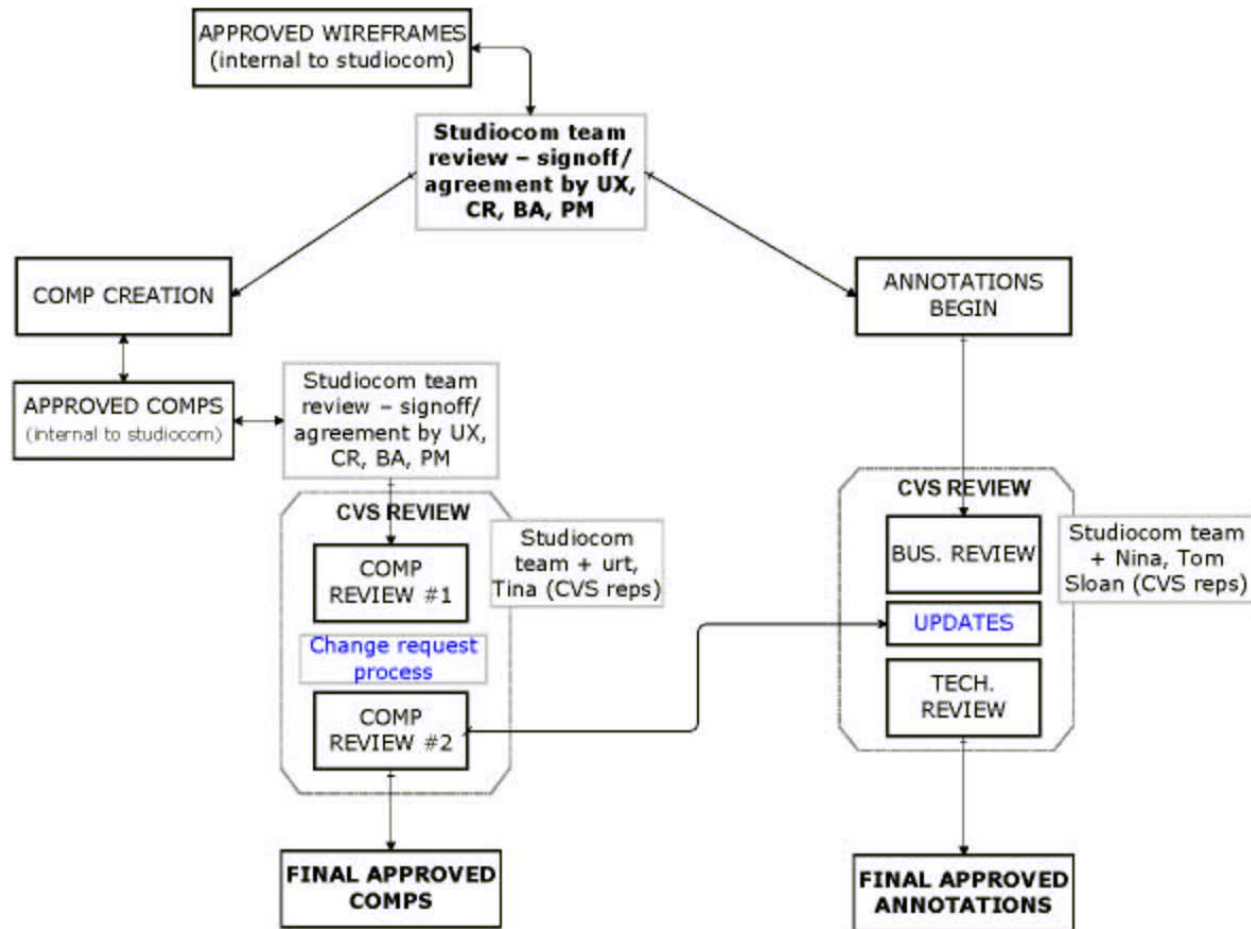 APPROVED WIREFRAMES
(internal to studiocom)
Studiocom team
review – signoff/
agreement by UX,
CR, BA, PM
COMP CREATION
ANNOTATIONS
BEGIN
APPROVED COMPS
(internal to studiocom)
Studiocom team
review – signoff/
agreement by UX,
CR, BA, PM
CVS REVIEW
COMP
REVIEW #1
Studiocom
team + urt,
Tina (CVS reps)
Change request
process
COMP
REVIEW #2
FINAL APPROVED
COMPS
CVS REVIEW
BUS. REVIEW
Studiocom team
+ Nina, Tom
Sloan (CVS reps)
UPDATES
TECH.
REVIEW
FINAL APPROVED
ANNOTATIONS